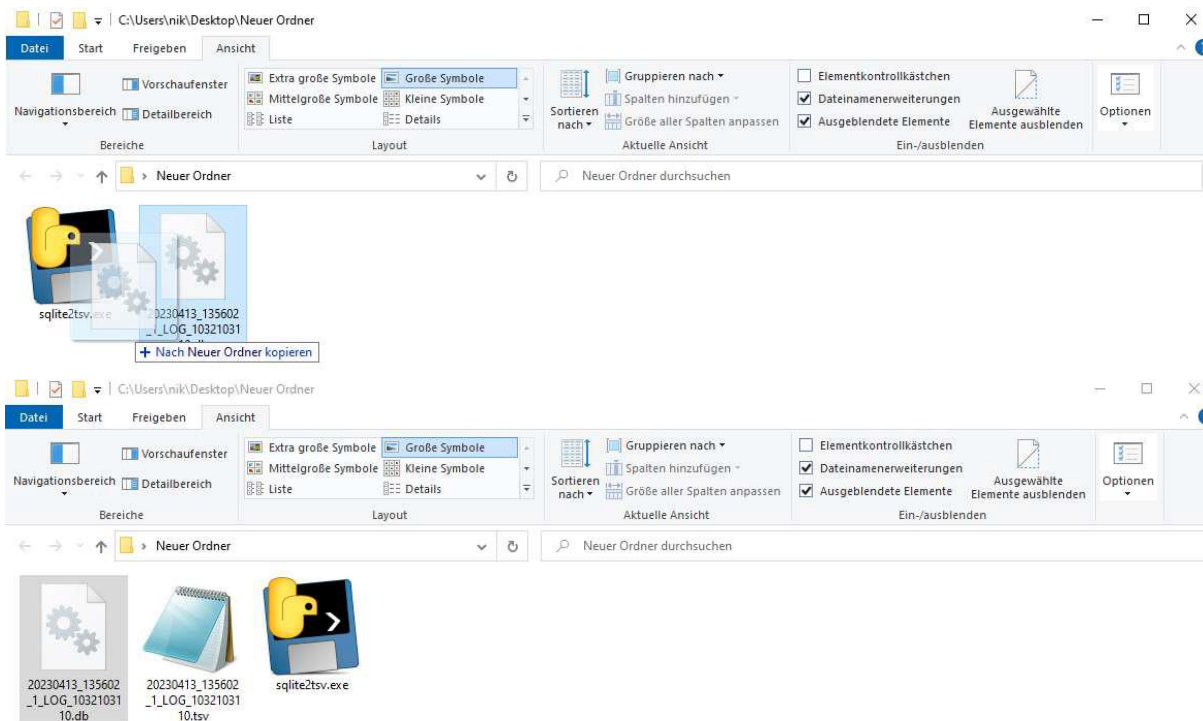 C:\Users\nik\Desktop\Neuer Ordner
Datei Start Freigeben Ansicht
Navigationsbereich Vorschaufenster Detailbereich
Extra große Symbole Große Symbole
Mittelgroße Symbole Kleine Symbole
Liste Details
Sortieren nach
Gruppieren nach
Spalten hinzufügen
Größe aller Spalten anpassen
Elementkontrollkästchen
Dateinamenerweiterungen
Ausgeblendete Elemente
Ausgewählte
Elemente ausblenden
Optionen
Bereiche Layout Aktuelle Ansicht Ein-/ausblenden
Neuer Ordner Neuer Ordner durchsuchen
sqlite2tsv.exe
20230413_135602
_1_LOG_10321031
+ Nach Neuer Ordner kopieren
C:\Users\nik\Desktop\Neuer Ordner
Datei Start Freigeben Ansicht
Navigationsbereich Vorschaufenster Detailbereich
Extra große Symbole Große Symbole
Mittelgroße Symbole Kleine Symbole
Liste Details
Sortieren nach
Gruppieren nach
Spalten hinzufügen
Größe aller Spalten anpassen
Elementkontrollkästchen
Dateinamenerweiterungen
Ausgeblendete Elemente
Ausgewählte
Elemente ausblenden
Optionen
Bereiche Layout Aktuelle Ansicht Ein-/ausblenden
Neuer Ordner Neuer Ordner durchsuchen
20230413_135602
_1_LOG_10321031
10.db
20230413_135602
_1_LOG_10321031
10.tsv
sqlite2tsv.exe